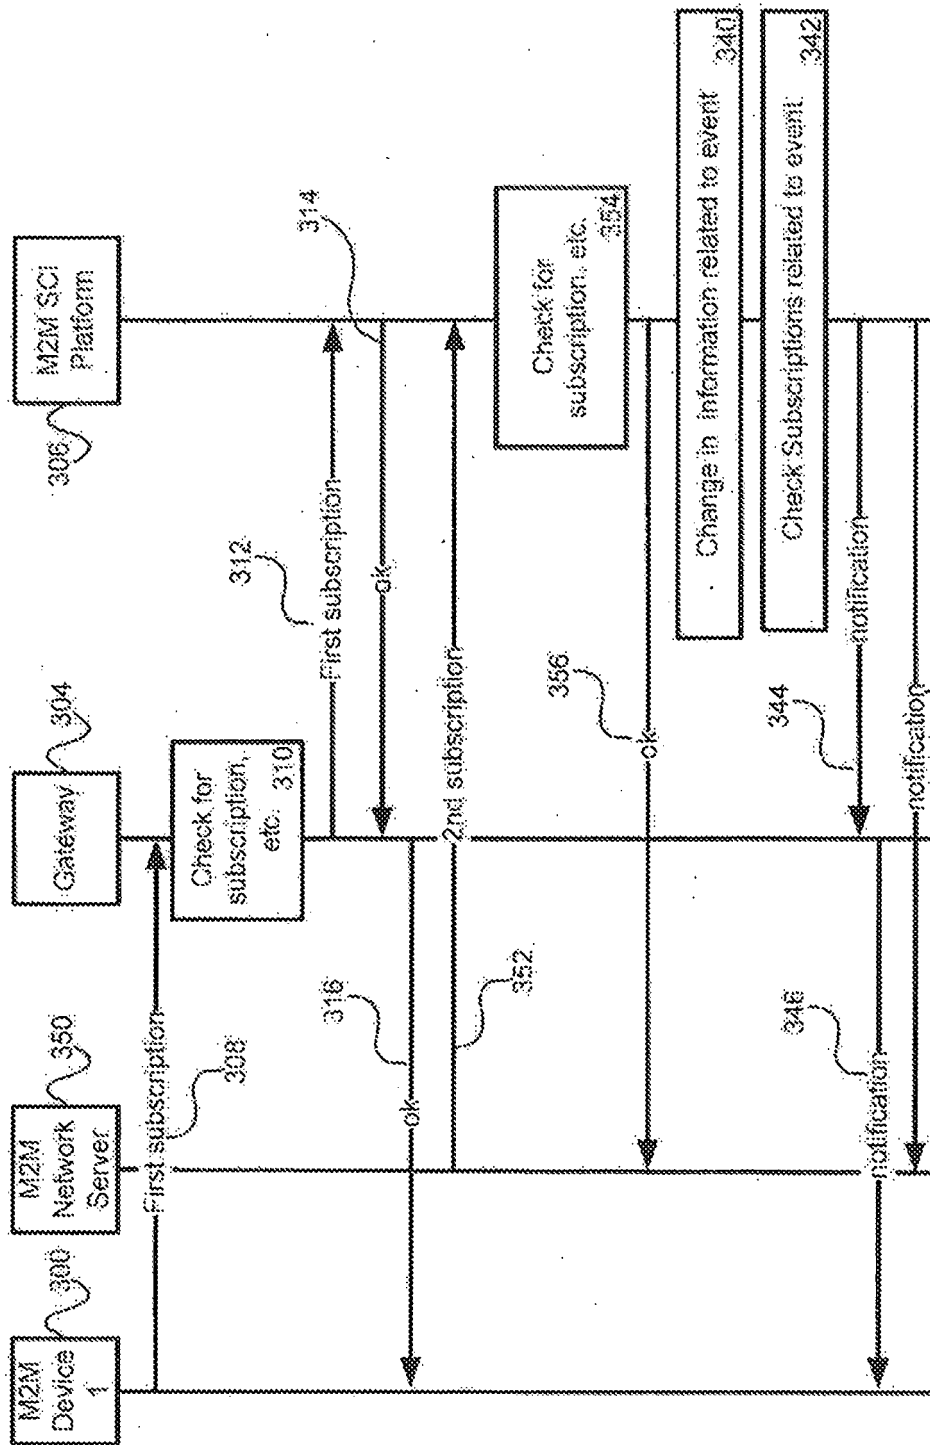 M2M
Device
1
300
M2M
Network
Server
350
Gateway
304
M2M SCI
Platform
306
First subscription
308
Check for
subscription,
etc.
310
First subscription
312
ok
314
ok
316
2nd subscription
352
Check for
subscription, etc.
354
ok
356
Change in information related to event
340
Check Subscriptions related to event
342
notification
344
notification
346
notification